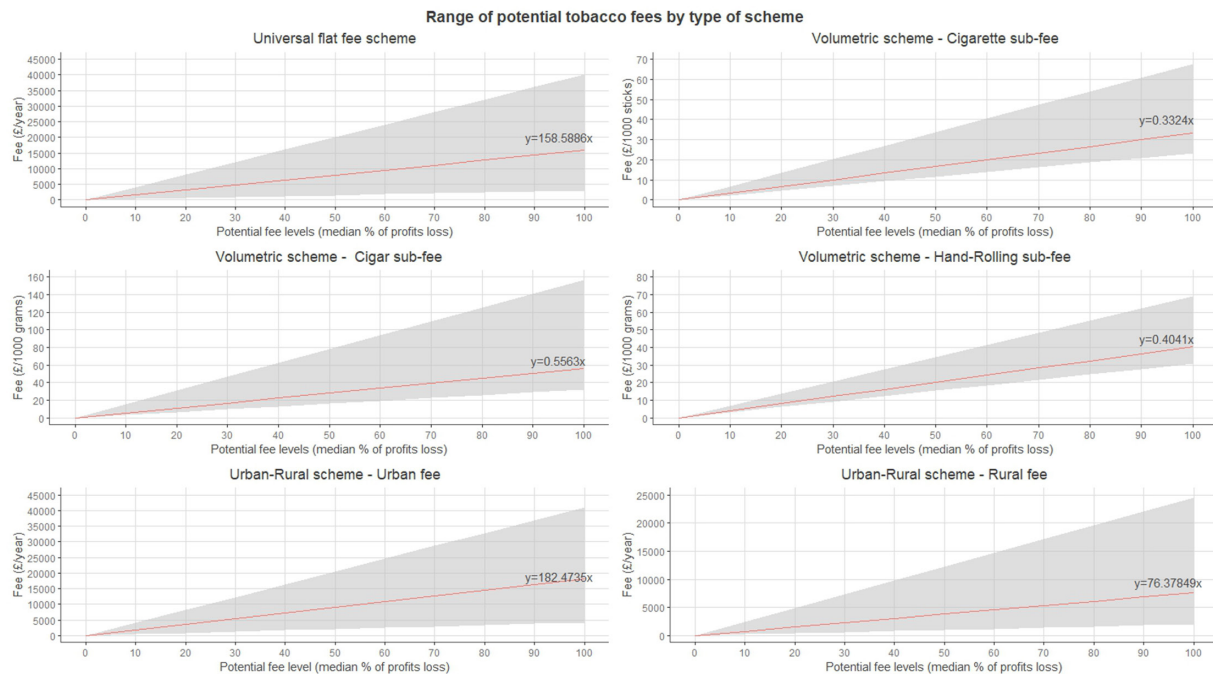 Range of potential tobacco fees by type of scheme
Universal flat fee scheme
Fee (£/year)
45000
40000
35000
30000
25000
20000
15000
10000
5000
0
y=158.5886x
0 10 20 30 40 50 60 70 80 90 100
Potential fee levels (median % of profits loss)
Volumetric scheme - Cigarette sub-fee
Fee (£/1000 sticks)
70
60
50
40
30
20
10
0
y=0.3324x
0 10 20 30 40 50 60 70 80 90 100
Potential fee levels (median % of profits loss)
Volumetric scheme -  Cigar sub-fee
Fee (£/1000 grams)
160
140
120
100
80
60
40
20
0
y=0.5563x
0 10 20 30 40 50 60 70 80 90 100
Potential fee levels (median % of profits loss)
Volumetric scheme - Hand-Rolling sub-fee
Fee (£/1000 grams)
80
70
60
50
40
30
20
10
0
y=0.4041x
0 10 20 30 40 50 60 70 80 90 100
Potential fee levels (median % of profits loss)
Urban-Rural scheme - Urban fee
Fee (£/year)
45000
40000
35000
30000
25000
20000
15000
10000
5000
0
y=182.4735x
0 10 20 30 40 50 60 70 80 90 100
Potential fee level (median % of profits loss)
Urban-Rural scheme - Rural fee
Fee (£/year)
25000
20000
15000
10000
5000
0
y=76.37849x
0 10 20 30 40 50 60 70 80 90 100
Potential fee levels (median % of profits loss)